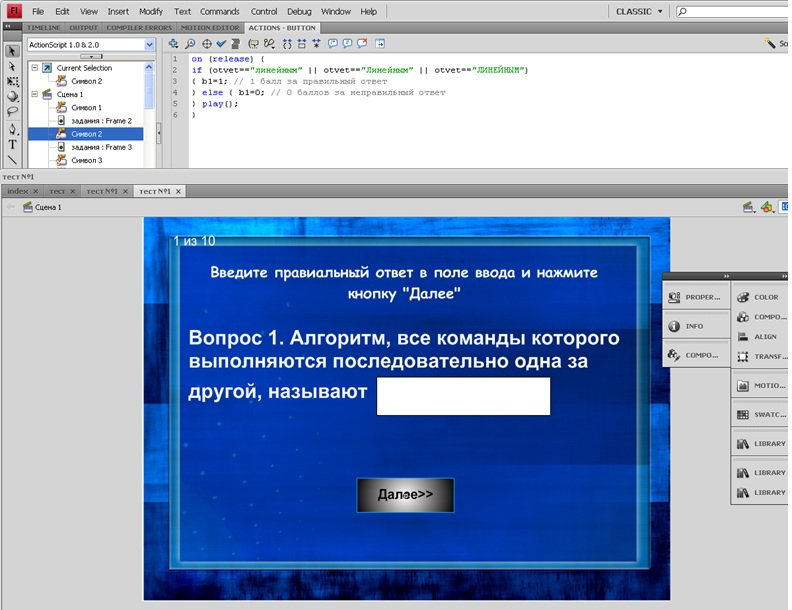 File Edit View Insert Modify Text Commands Control Debug Window Help CLASSIC
TIMELINE OUTPUT COMPILER ERRORS MOTION EDITOR ACTIONS - BUTTON
ActionScript 1.0 & 2.0
Current Selection
Символ 2
Сцена 1
Символ 1
задания : Frame 2
Символ 2
задания : Frame 3
Символ 3
1 on (release) {
2 if (otvet=="линейным" || otvet=="Линейным" || otvet=="ЛИНЕЙНЫМ")
3 { b1=1; // 1 балл за правильный ответ
4 } else { b1=0; // 0 баллов за неправильный ответ
5 } play();
6 }
тест №1
index × тест × тест №1 × тест №1 ×
Сцена 1
1 из 10
Введите правиальный ответ в поле ввода и нажмите
кнопку "Далее"
Вопрос 1. Алгоритм, все команды которого
выполняются последовательно одна за
другой, называют
Далее>>
PROPER...
INFO
COMPO...
COLOR
COMPO...
ALIGN
TRANSF...
MOTIO...
SWATC...
LIBRARY
LIBRARY
LIBRARY